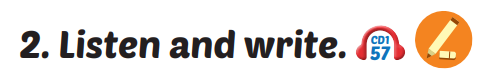 2. Listen and write.
CD1
57